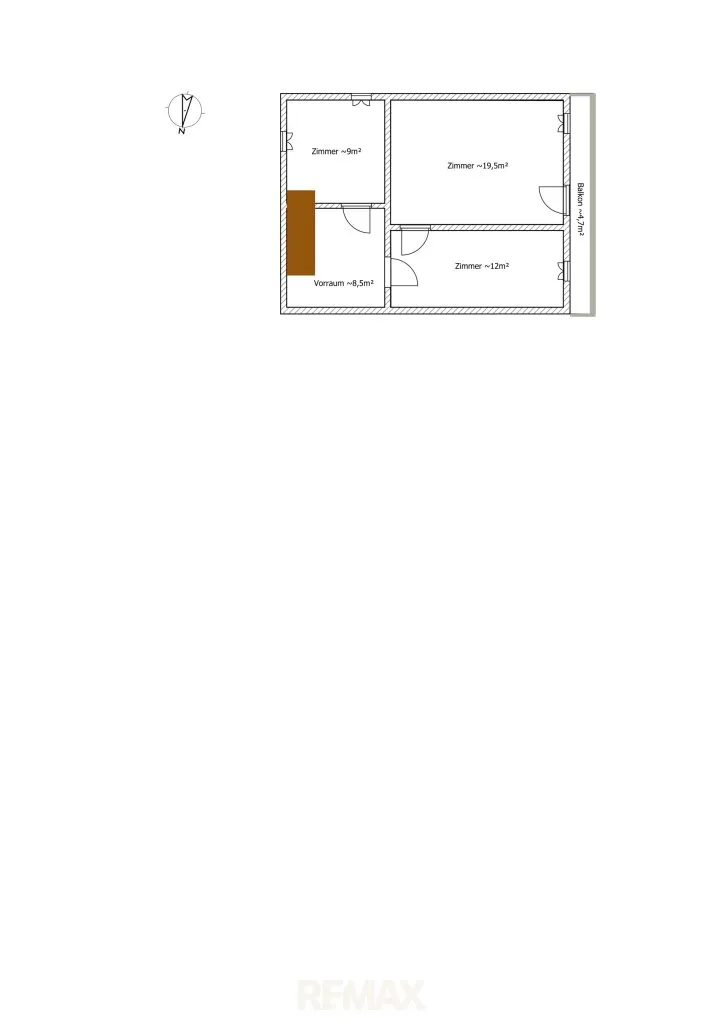 N
Zimmer ~9m²
Zimmer ~19,5m²
Balkon ~4,7m²
Zimmer ~12m²
Vorraum ~8,5m²
REMAX